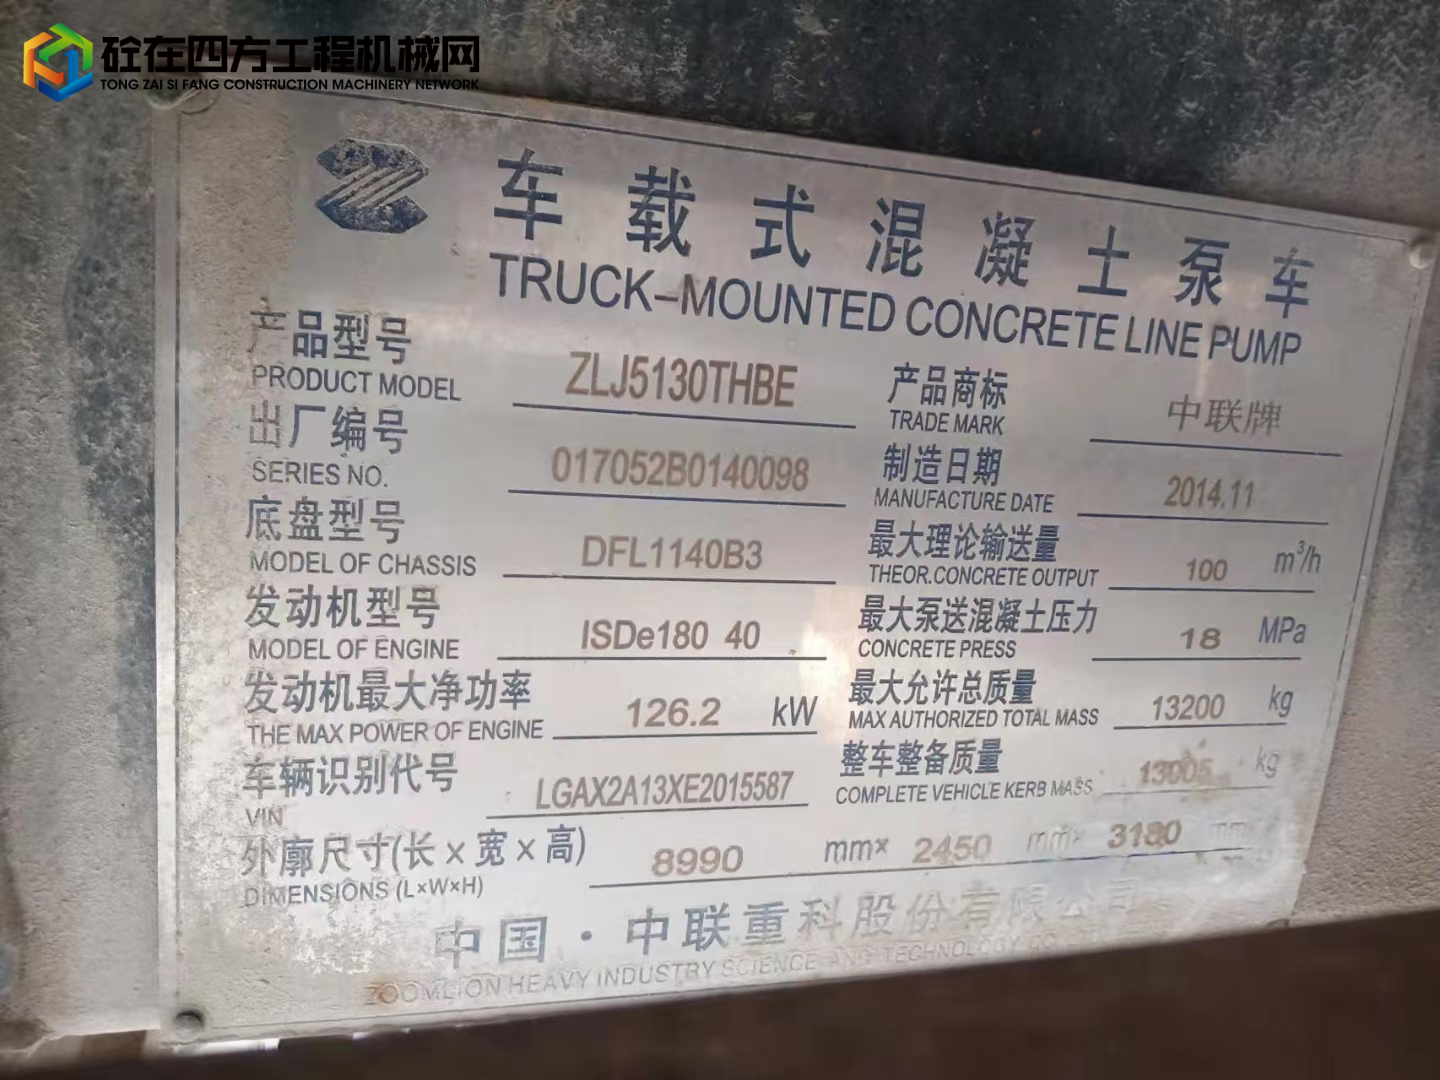 砼在四方工程机械网
TONG ZAI SI FANG CONSTRUCTION MACHINERY NETWORK
车载式混凝土泵车
TRUCK-MOUNTED CONCRETE LINE PUMP
产品型号 ZLJ5130THBE 产品商标 中联牌
PRODUCT MODEL TRADE MARK
出厂编号 017052B0140098 制造日期 2014.11
SERIES NO. MANUFACTURE DATE
底盘型号 DFL1140B3 最大理论输送量 100 m³/h
MODEL OF CHASSIS THEOR.CONCRETE OUTPUT
发动机型号 ISDe180 40 最大泵送混凝土压力 18 MPa
MODEL OF ENGINE CONCRETE PRESS
发动机最大净功率 126.2 kW 最大允许总质量 13200 kg
THE MAX POWER OF ENGINE MAX AUTHORIZED TOTAL MASS
车辆识别代号 LGAX2A13XE2015587 整车整备质量 13005 kg
VIN COMPLETE VEHICLE KERB MASS
外廓尺寸(长×宽×高) 8990 mm× 2450 mm× 3180 mm
DIMENSIONS (L×W×H)
中国·中联重科股份有限公司
ZOOMLION HEAVY INDUSTRY SCIENCE AND TECHNOLOGY CO